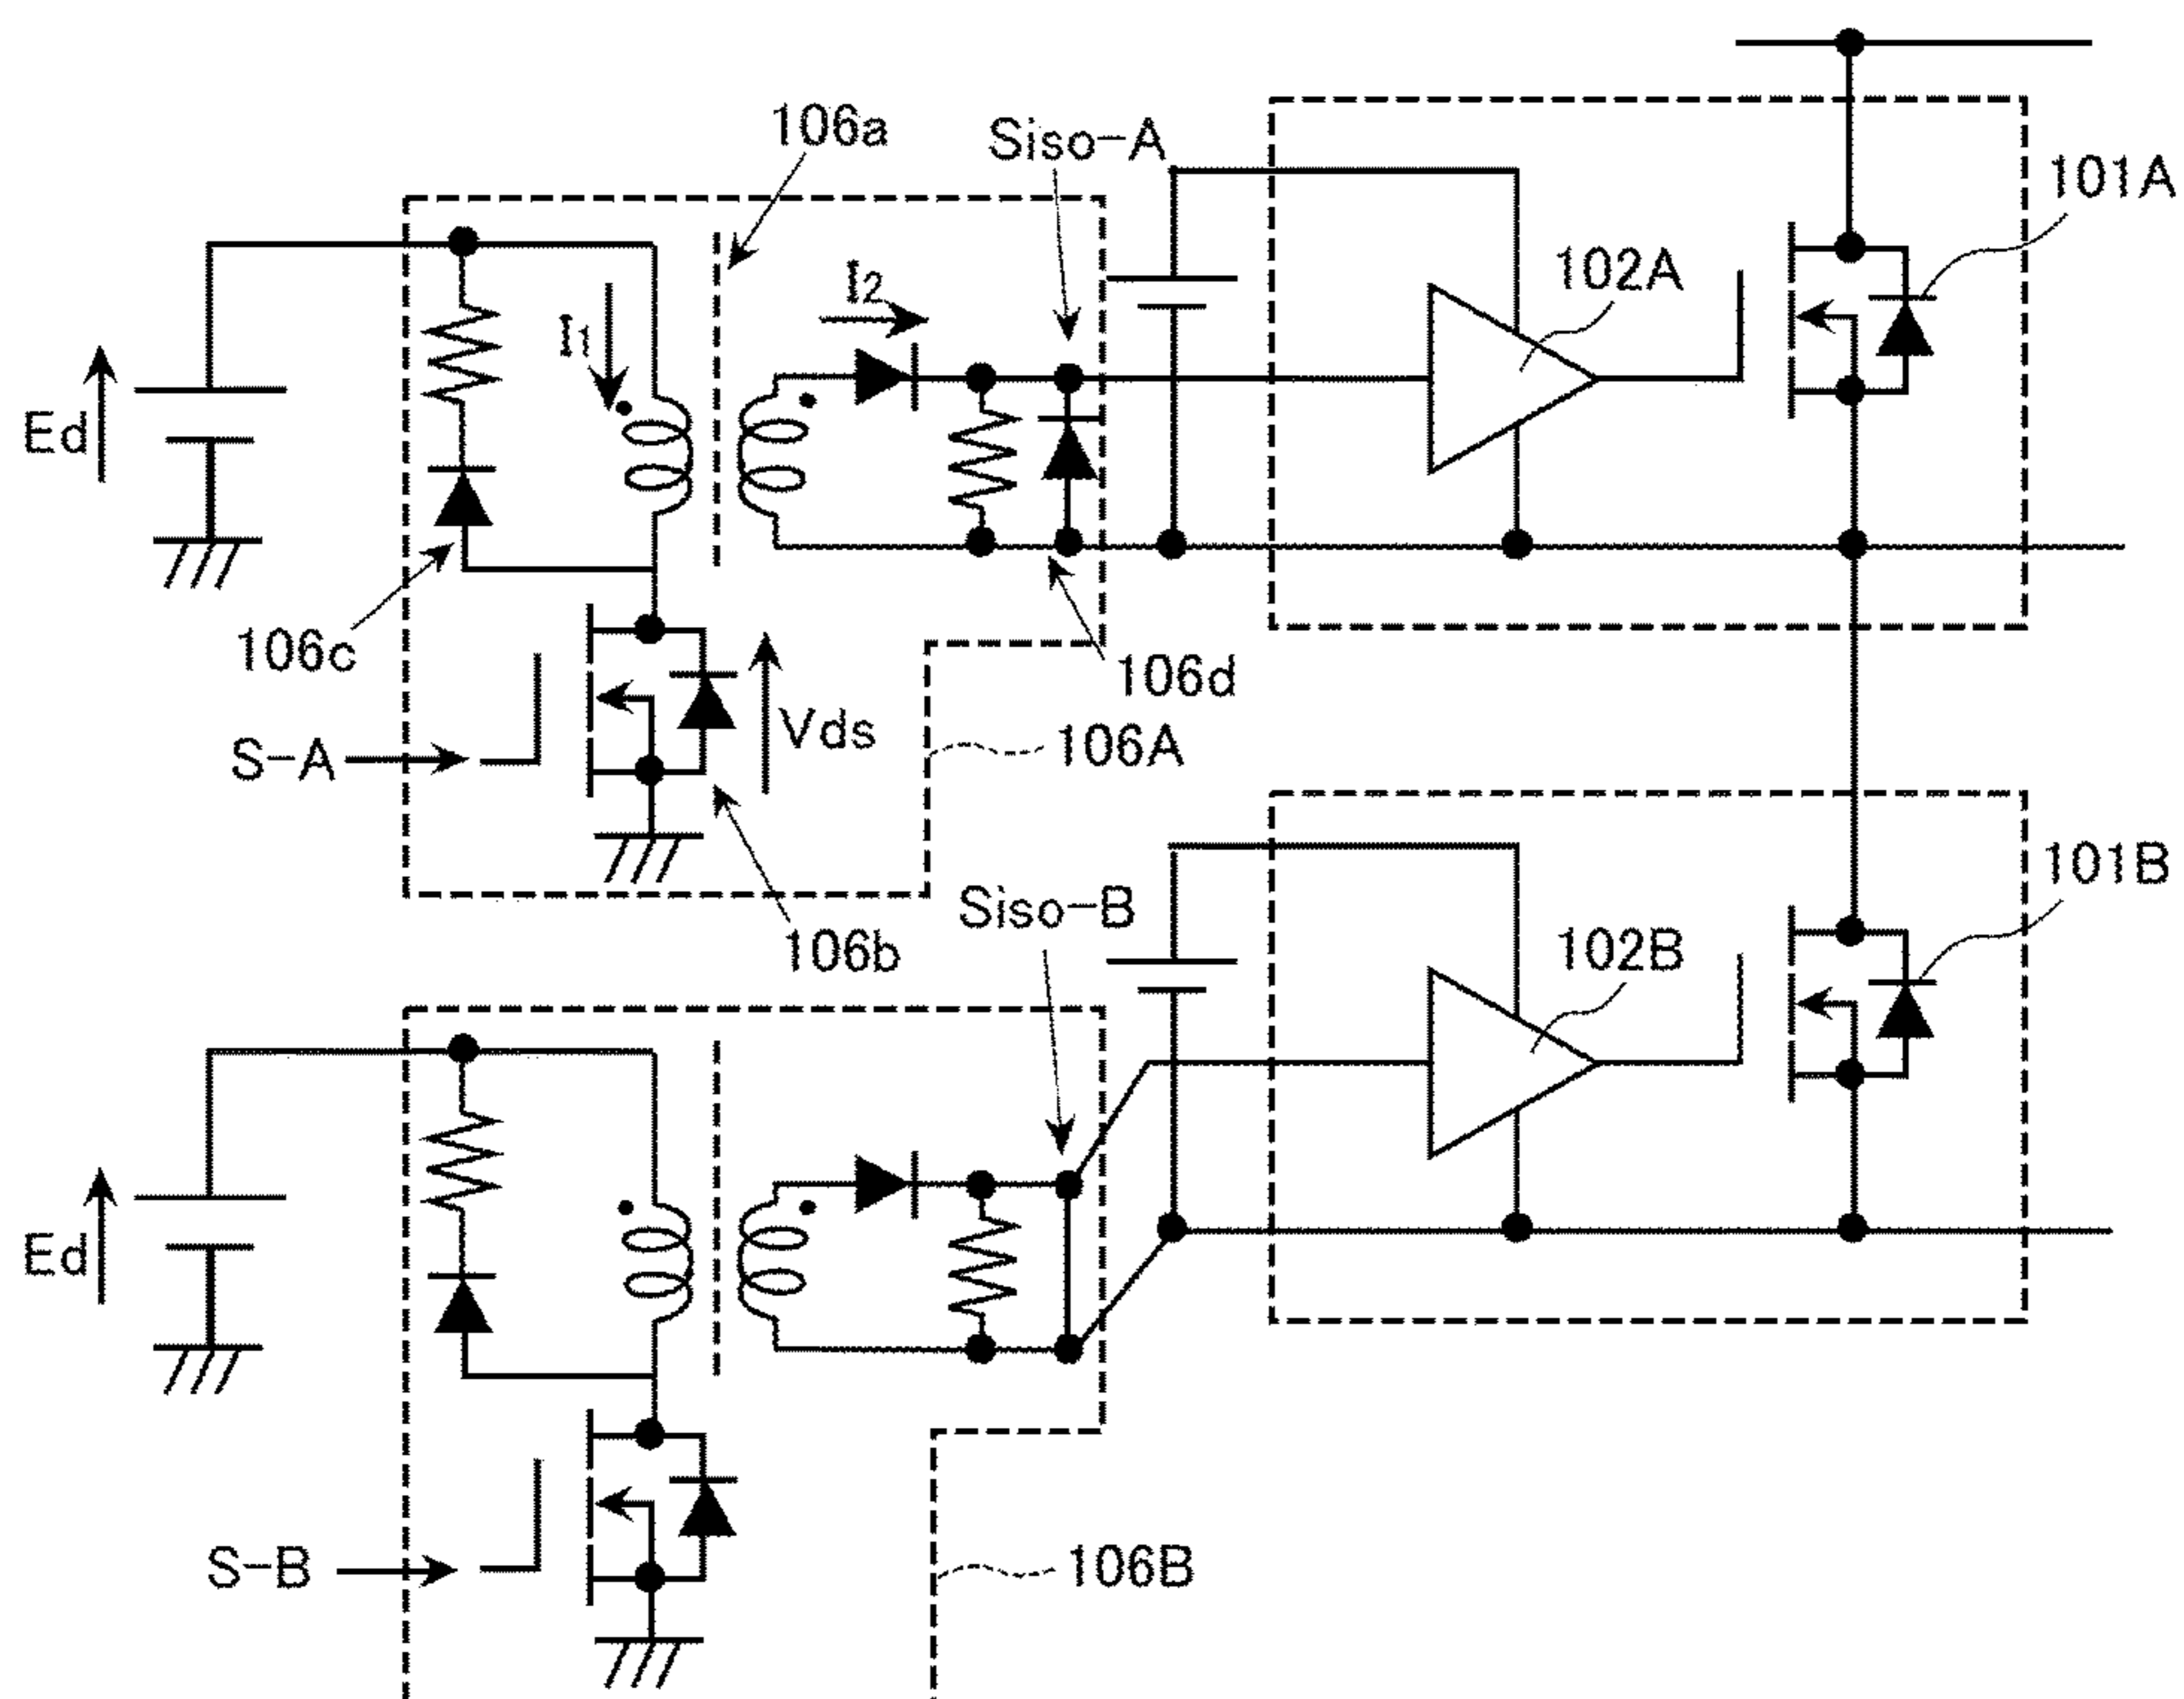 106a
Siso-A
101A
102A
I2
I1
Ed
106c
106d
Vds
106A
S-A
101B
Siso-B
102B
106b
Ed
S-B
106B